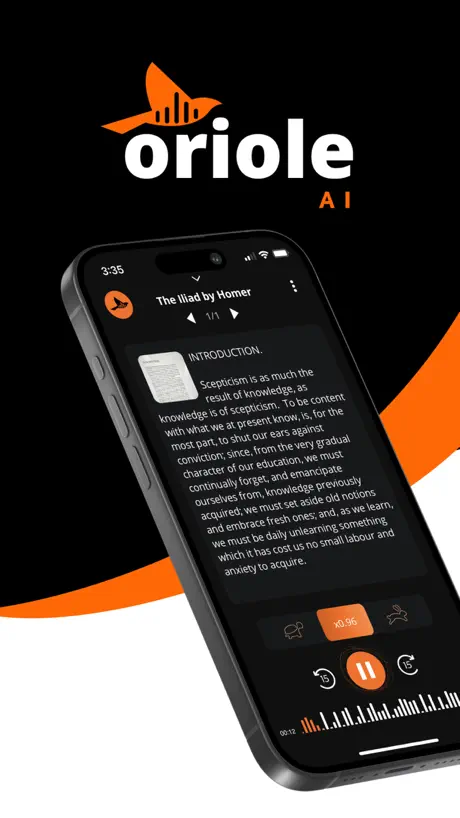 oriole
AI
3:35
The Iliad by Homer
1/1
INTRODUCTION.
Scepticism is as much the
result of knowledge, as
knowledge is of scepticism. To be content
with what we at present know, is, for the
most part, to shut our ears against
conviction; since, from the very gradual
character of our education, we must
continually forget, and emancipate
ourselves from, knowledge previously
acquired; we must set aside old notions
and embrace fresh ones; and, as we learn,
we must be daily unlearning something
which it has cost us no small labour and
anxiety to acquire.
x0.96
15
15
00:12